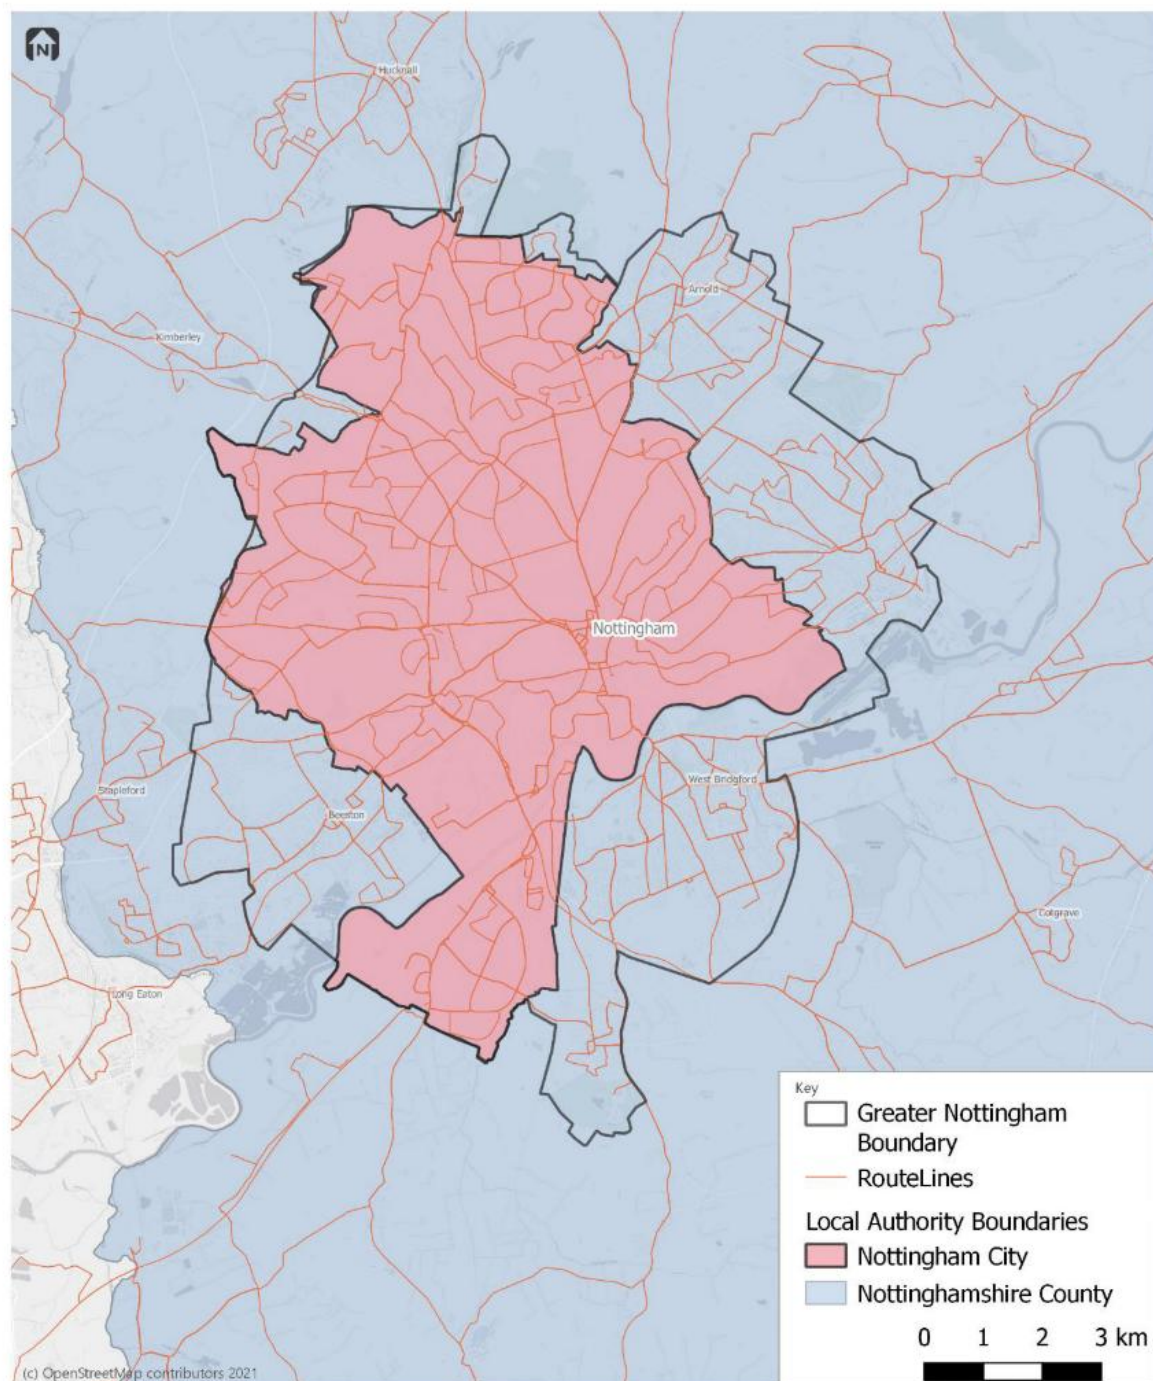 N
Hucknall
Arnold
Kimberley
Nottingham
Stapleford
West Bridgford
Beeston
Cotgrave
Long Eaton
Key
Greater Nottingham
Boundary
RouteLines
Local Authority Boundaries
Nottingham City
Nottinghamshire County
0 1 2 3 km
(c) OpenStreetMap contributors 2021